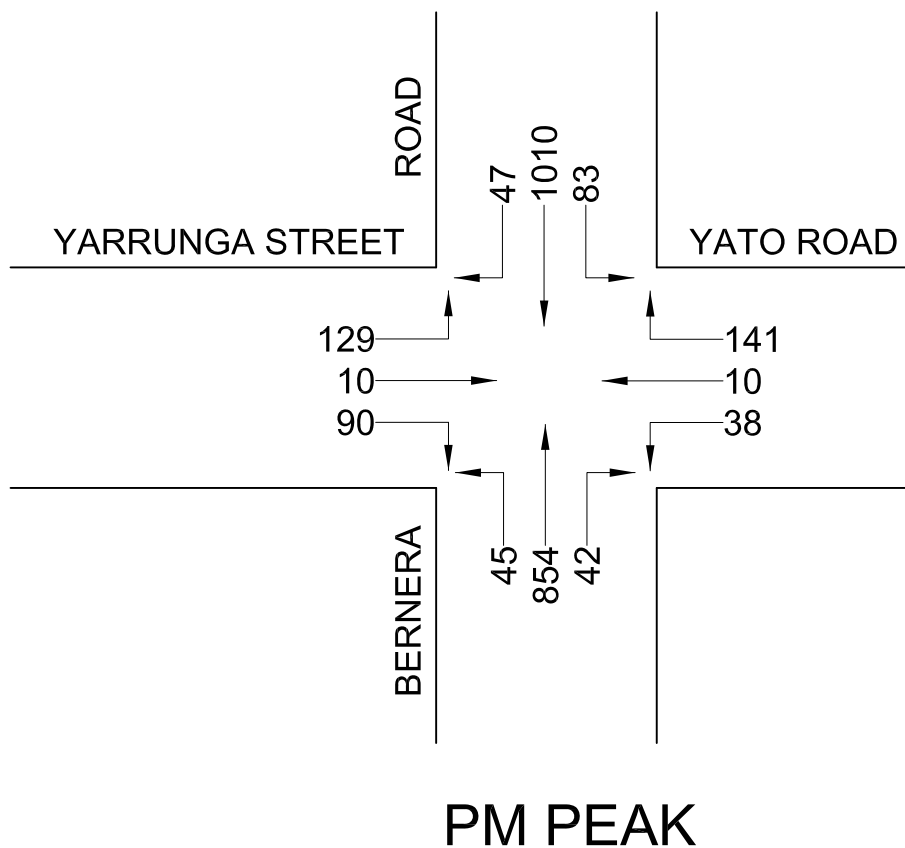 ROAD
47
1010
83
YARRUNGA STREET
YATO ROAD
129
141
10
10
90
38
BERNERA
45
854
42
PM PEAK